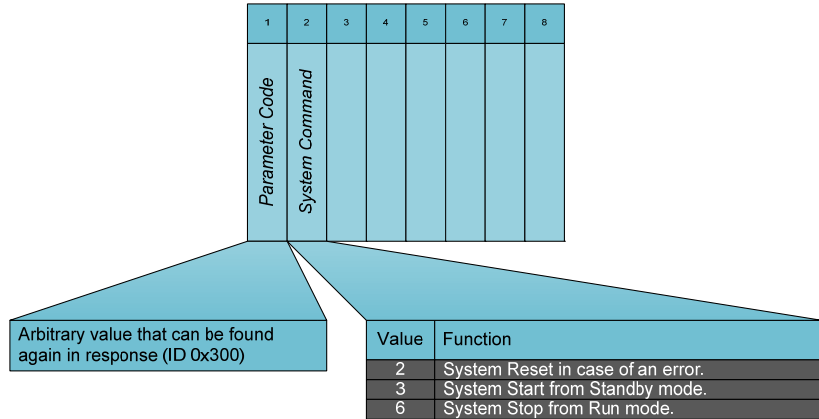 1 2 3 4 5 6 7 8
Parameter Code
System Command
Arbitrary value that can be found
again in response (ID 0x300)
Value Function
2 System Reset in case of an error.
3 System Start from Standby mode.
6 System Stop from Run mode.